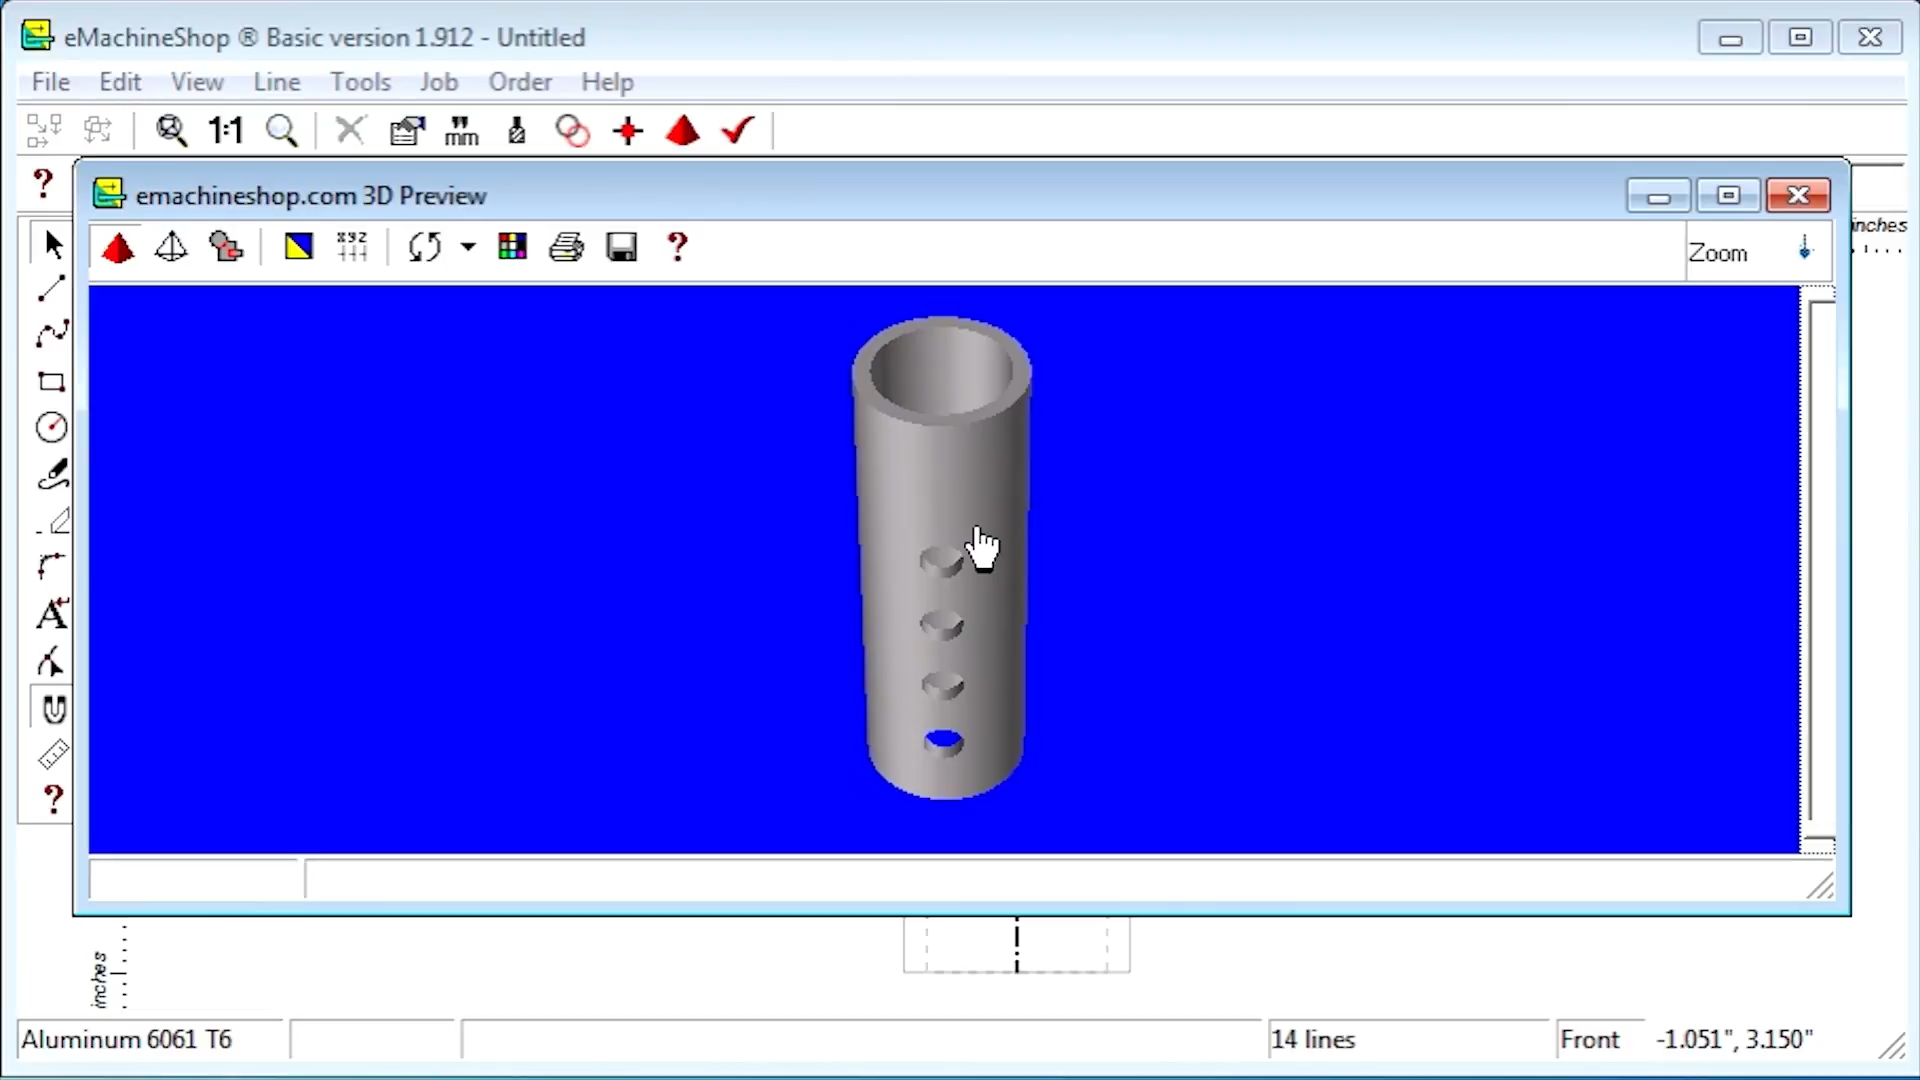 eMachineShop ® Basic version 1.912 - Untitled
File Edit View Line Tools Job Order Help
1:1 mm
?
emachineshop.com 3D Preview
inches
xyz ? Zoom
A
?
inches
Aluminum 6061 T6 14 lines Front -1.051", 3.150"